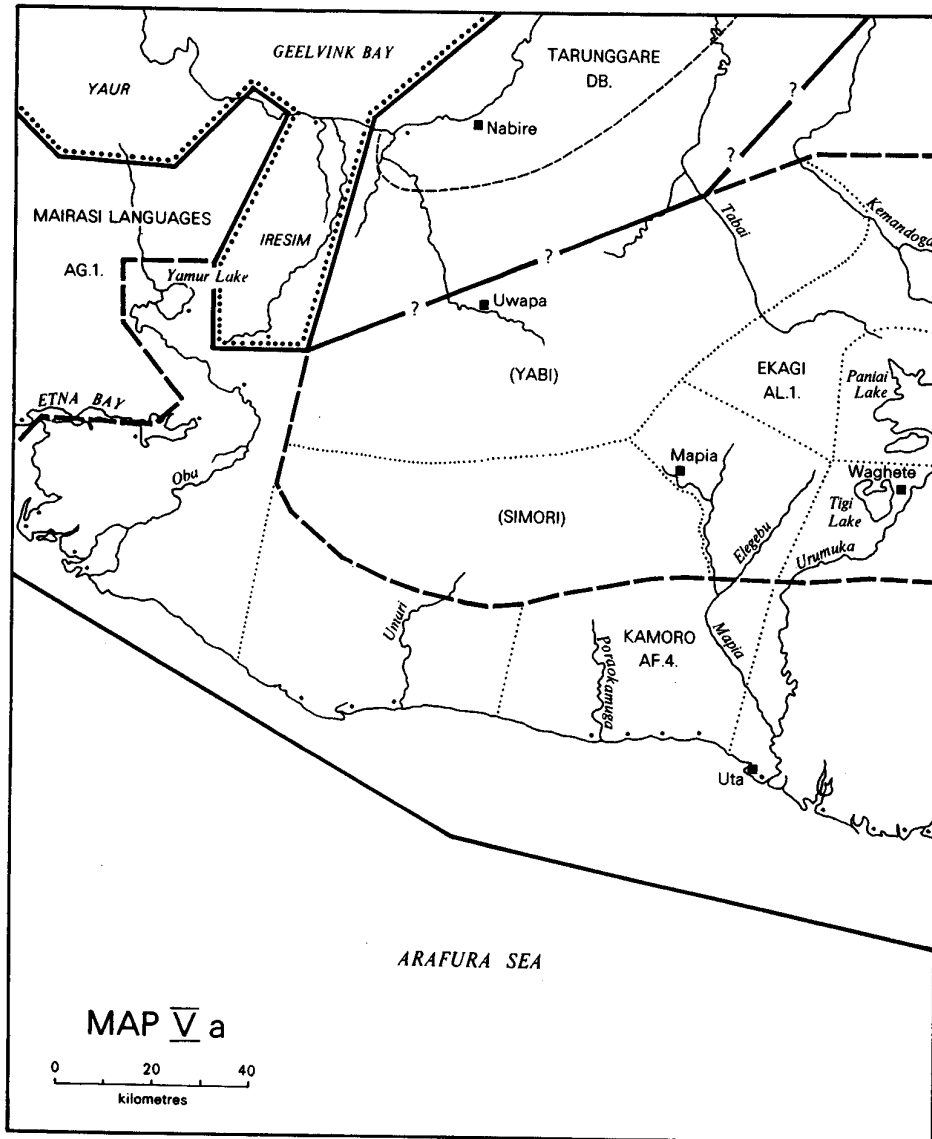 GEELVINK BAY
YAUR
TARUNGGARE
DB.
?
Nabire
?
MAIRASI LANGUAGES
AG.1.
IRESIM
Tabai
Kemandoga
Yamur Lake
?
?
Uwapa
(YABI)
EKAGI
AL.1.
Paniai
Lake
ETNA BAY
Mapia
Waghete
Oba
(SIMORI)
Tigi
Lake
Elegebu
Urumuka
Umari
Poraokamuga
KAMORO
AF.4.
Mapia
Uta
ARAFURA SEA
MAP V a
0 20 40
kilometres